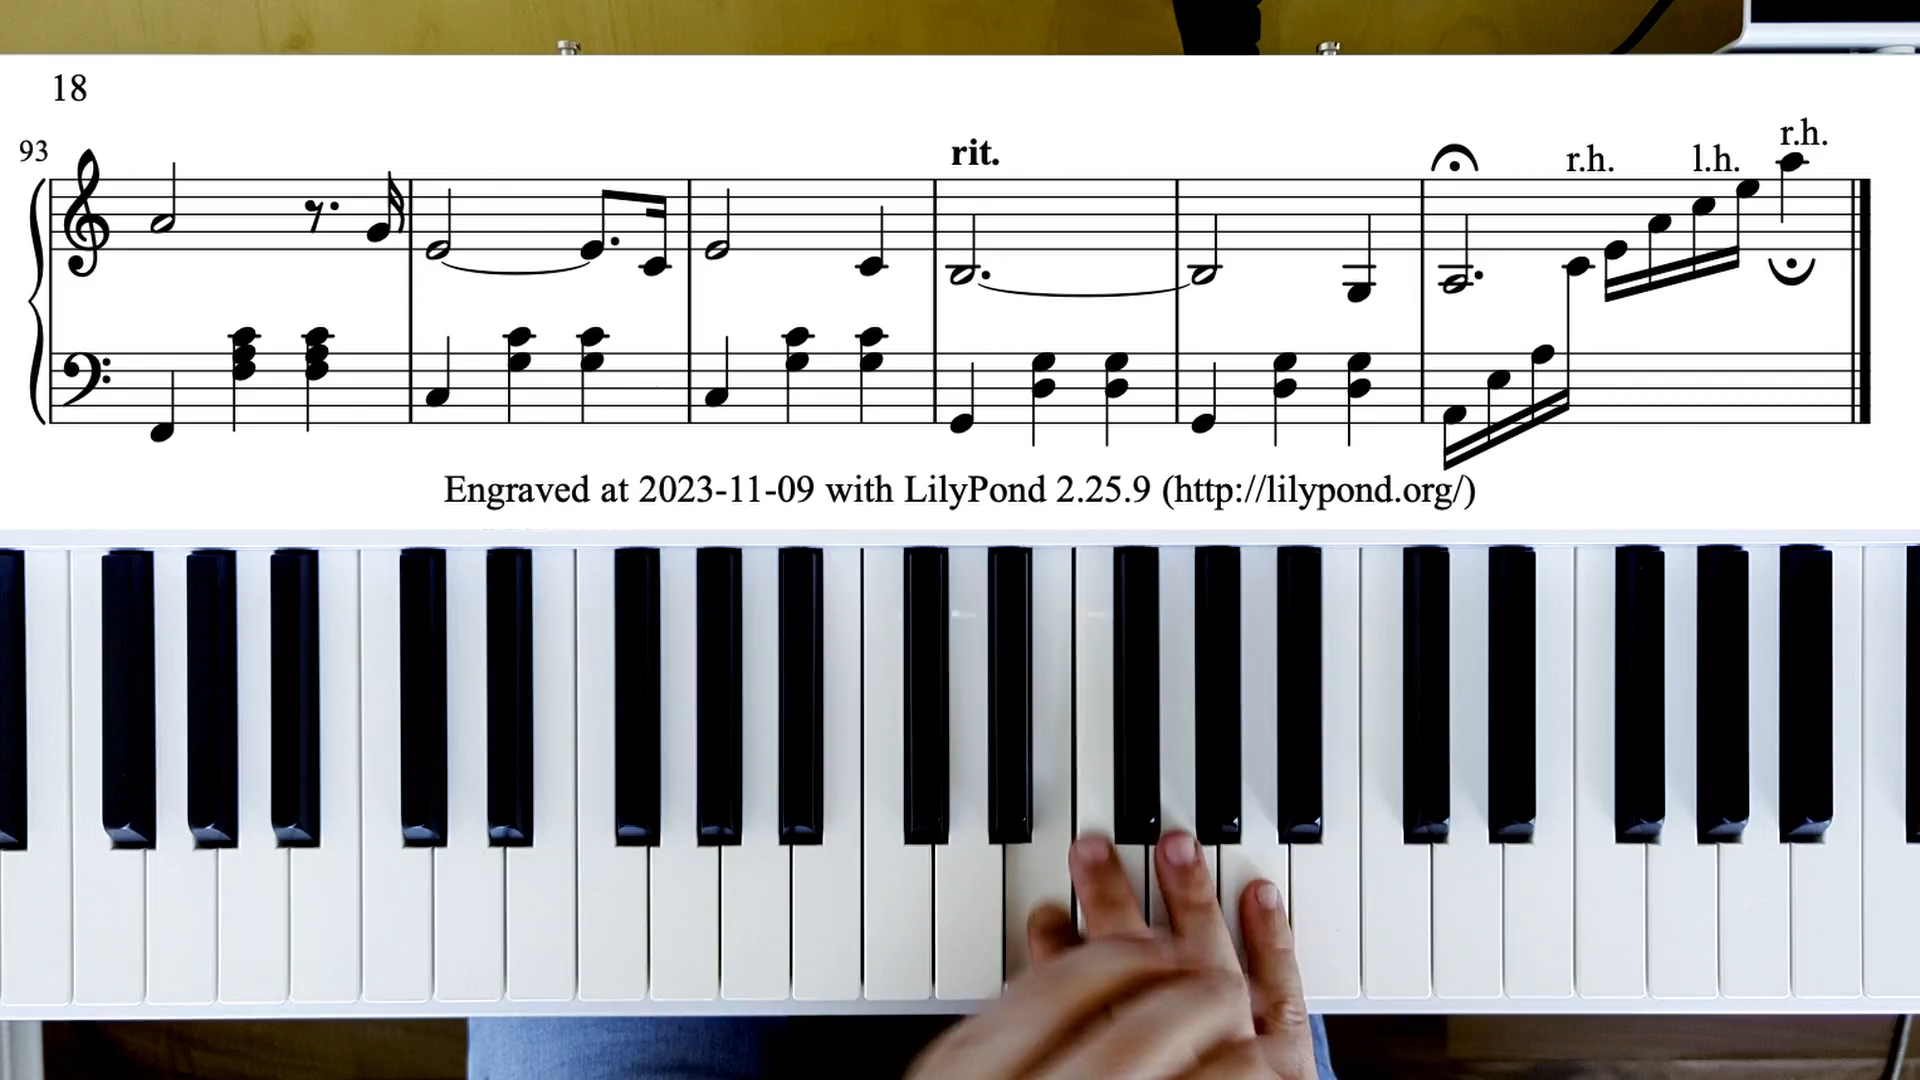 18
93
rit.
r.h.
l.h.
r.h.
Engraved at 2023-11-09 with LilyPond 2.25.9 (http://lilypond.org/)